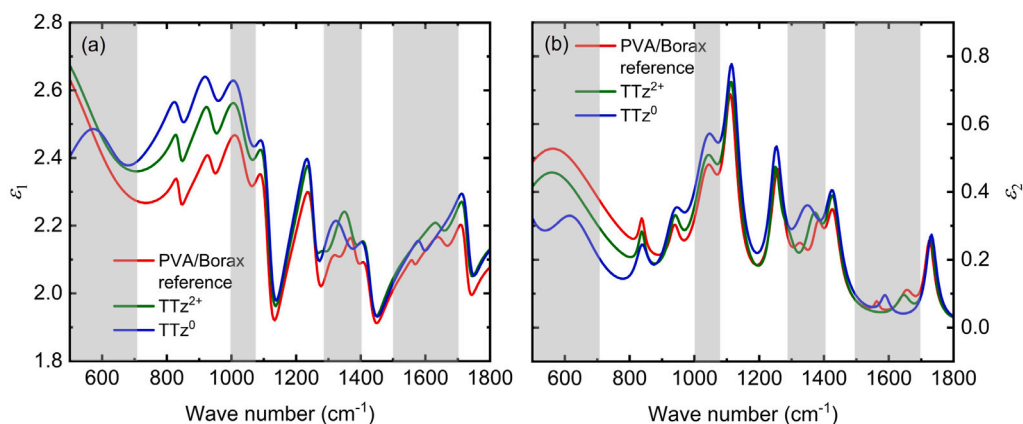 2.8
2.6
2.4
2.2
2.0
1.8
ε1
(a)
PVA/Borax
reference
TTz2+
TTz0
600 800 1000 1200 1400 1600 1800
Wave number (cm-1)
(b)
PVA/Borax
reference
TTz2+
TTz0
0.8
0.6
0.4
0.2
0.0
ε2
600 800 1000 1200 1400 1600 1800
Wave number (cm-1)